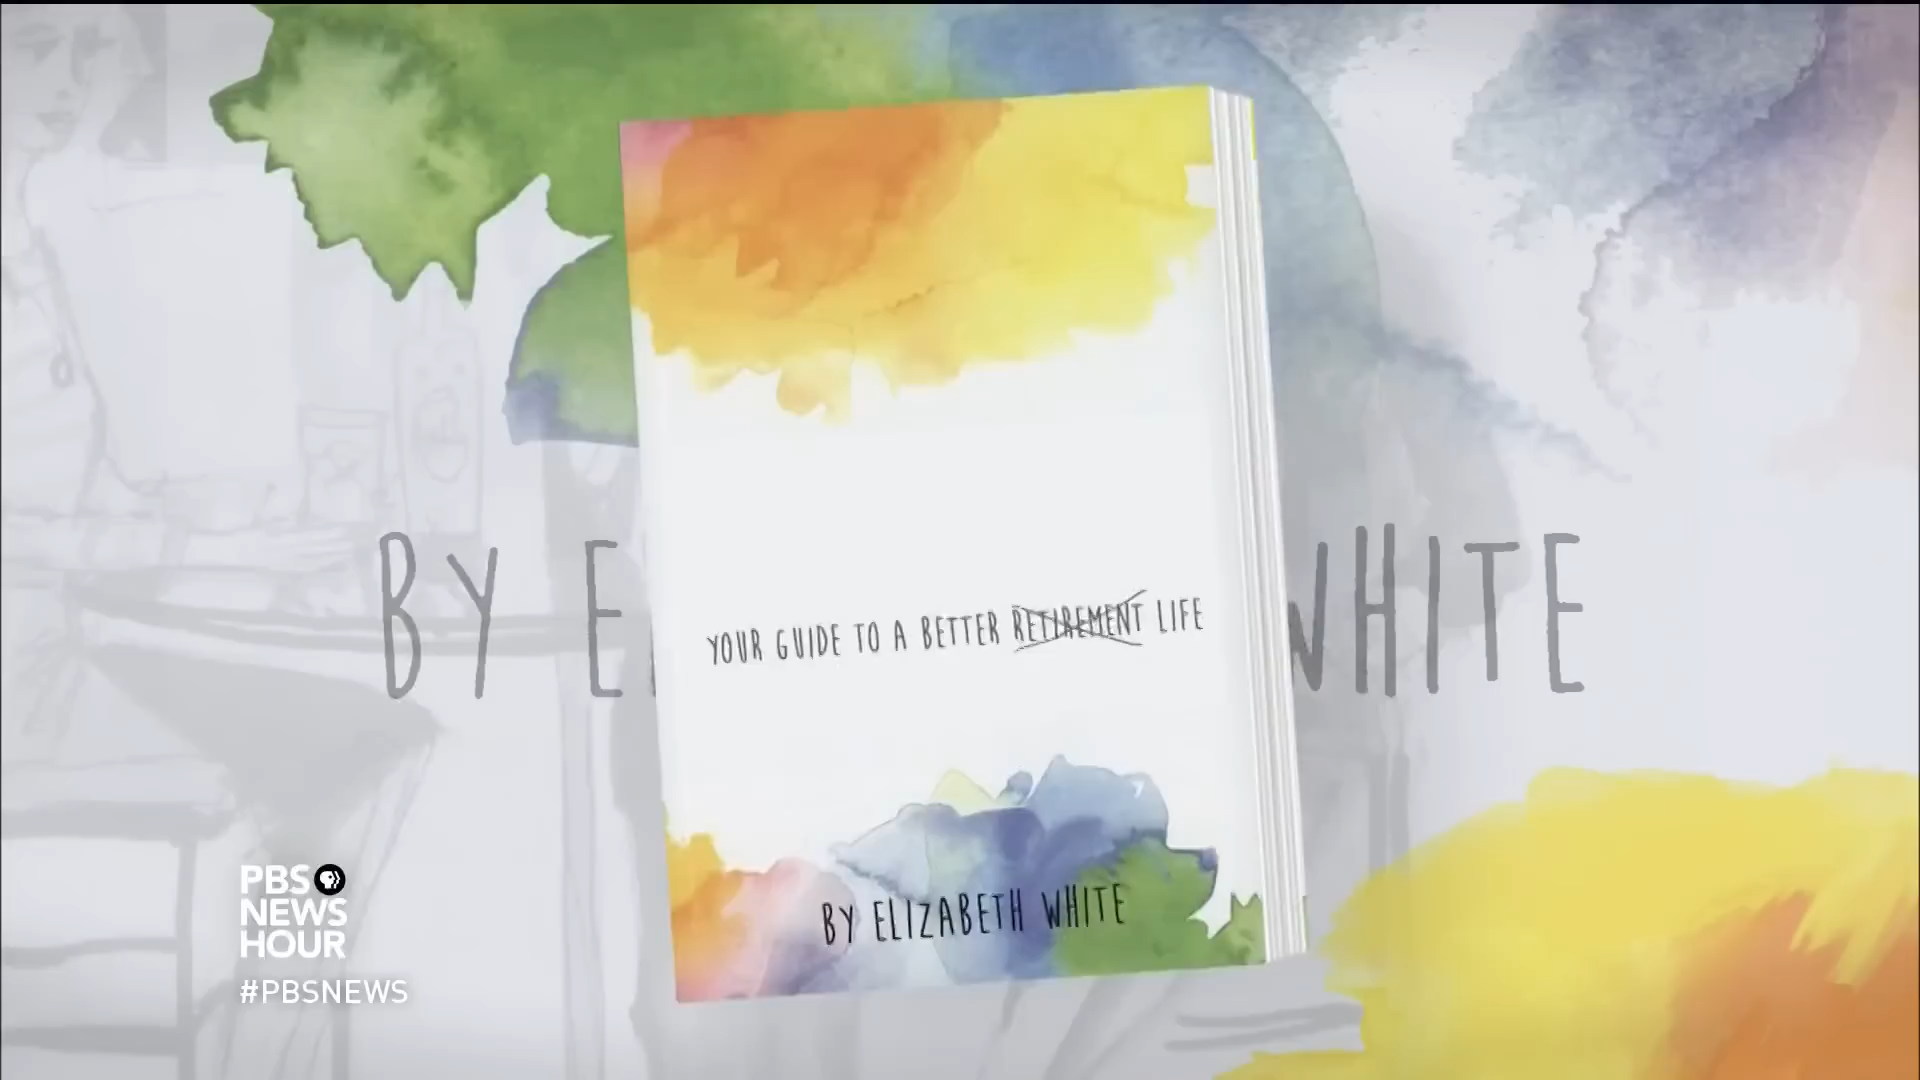 YOUR GUIDE TO A BETTER RETIREMENT LIFE
BY E WHITE
BY ELIZABETH WHITE
PBS
NEWS
HOUR
#PBSNEWS